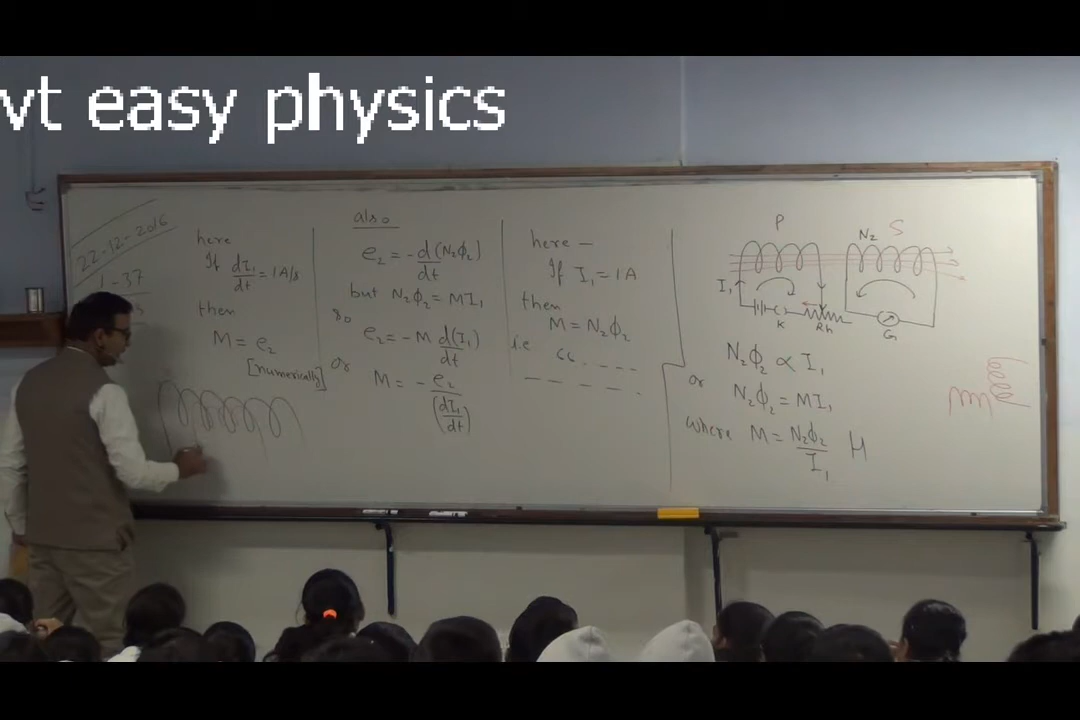 vt easy physics
22-12-2016
L-37
here
If dI₁/dt = 1A/s
then
M = e₂
[numerically]
also
e₂ = - d(N₂Φ₂)/dt
but N₂Φ₂ = MI₁
so
e₂ = - M d(I₁)/dt
or
M = - e₂/(dI₁/dt)
here —
If I₁ = 1A
then
M = N₂Φ₂
i.e. “ - - - -
— — — — .
P S
N₂
I₁
K Rh G
N₂Φ₂ ∝ I₁
or
N₂Φ₂ = MI₁
where M = N₂Φ₂/I₁ H